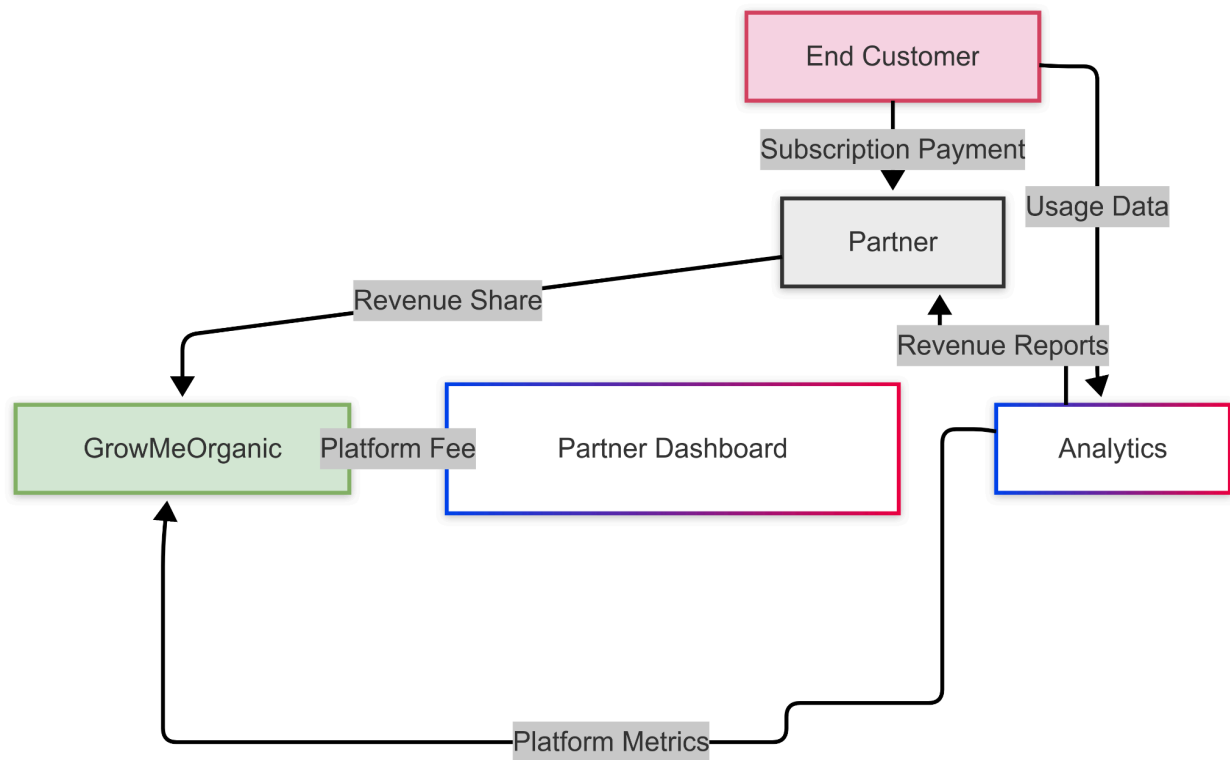 End Customer
Subscription Payment
Usage Data
Partner
Revenue Share
Revenue Reports
GrowMeOrganic
Platform Fee
Partner Dashboard
Analytics
Platform Metrics